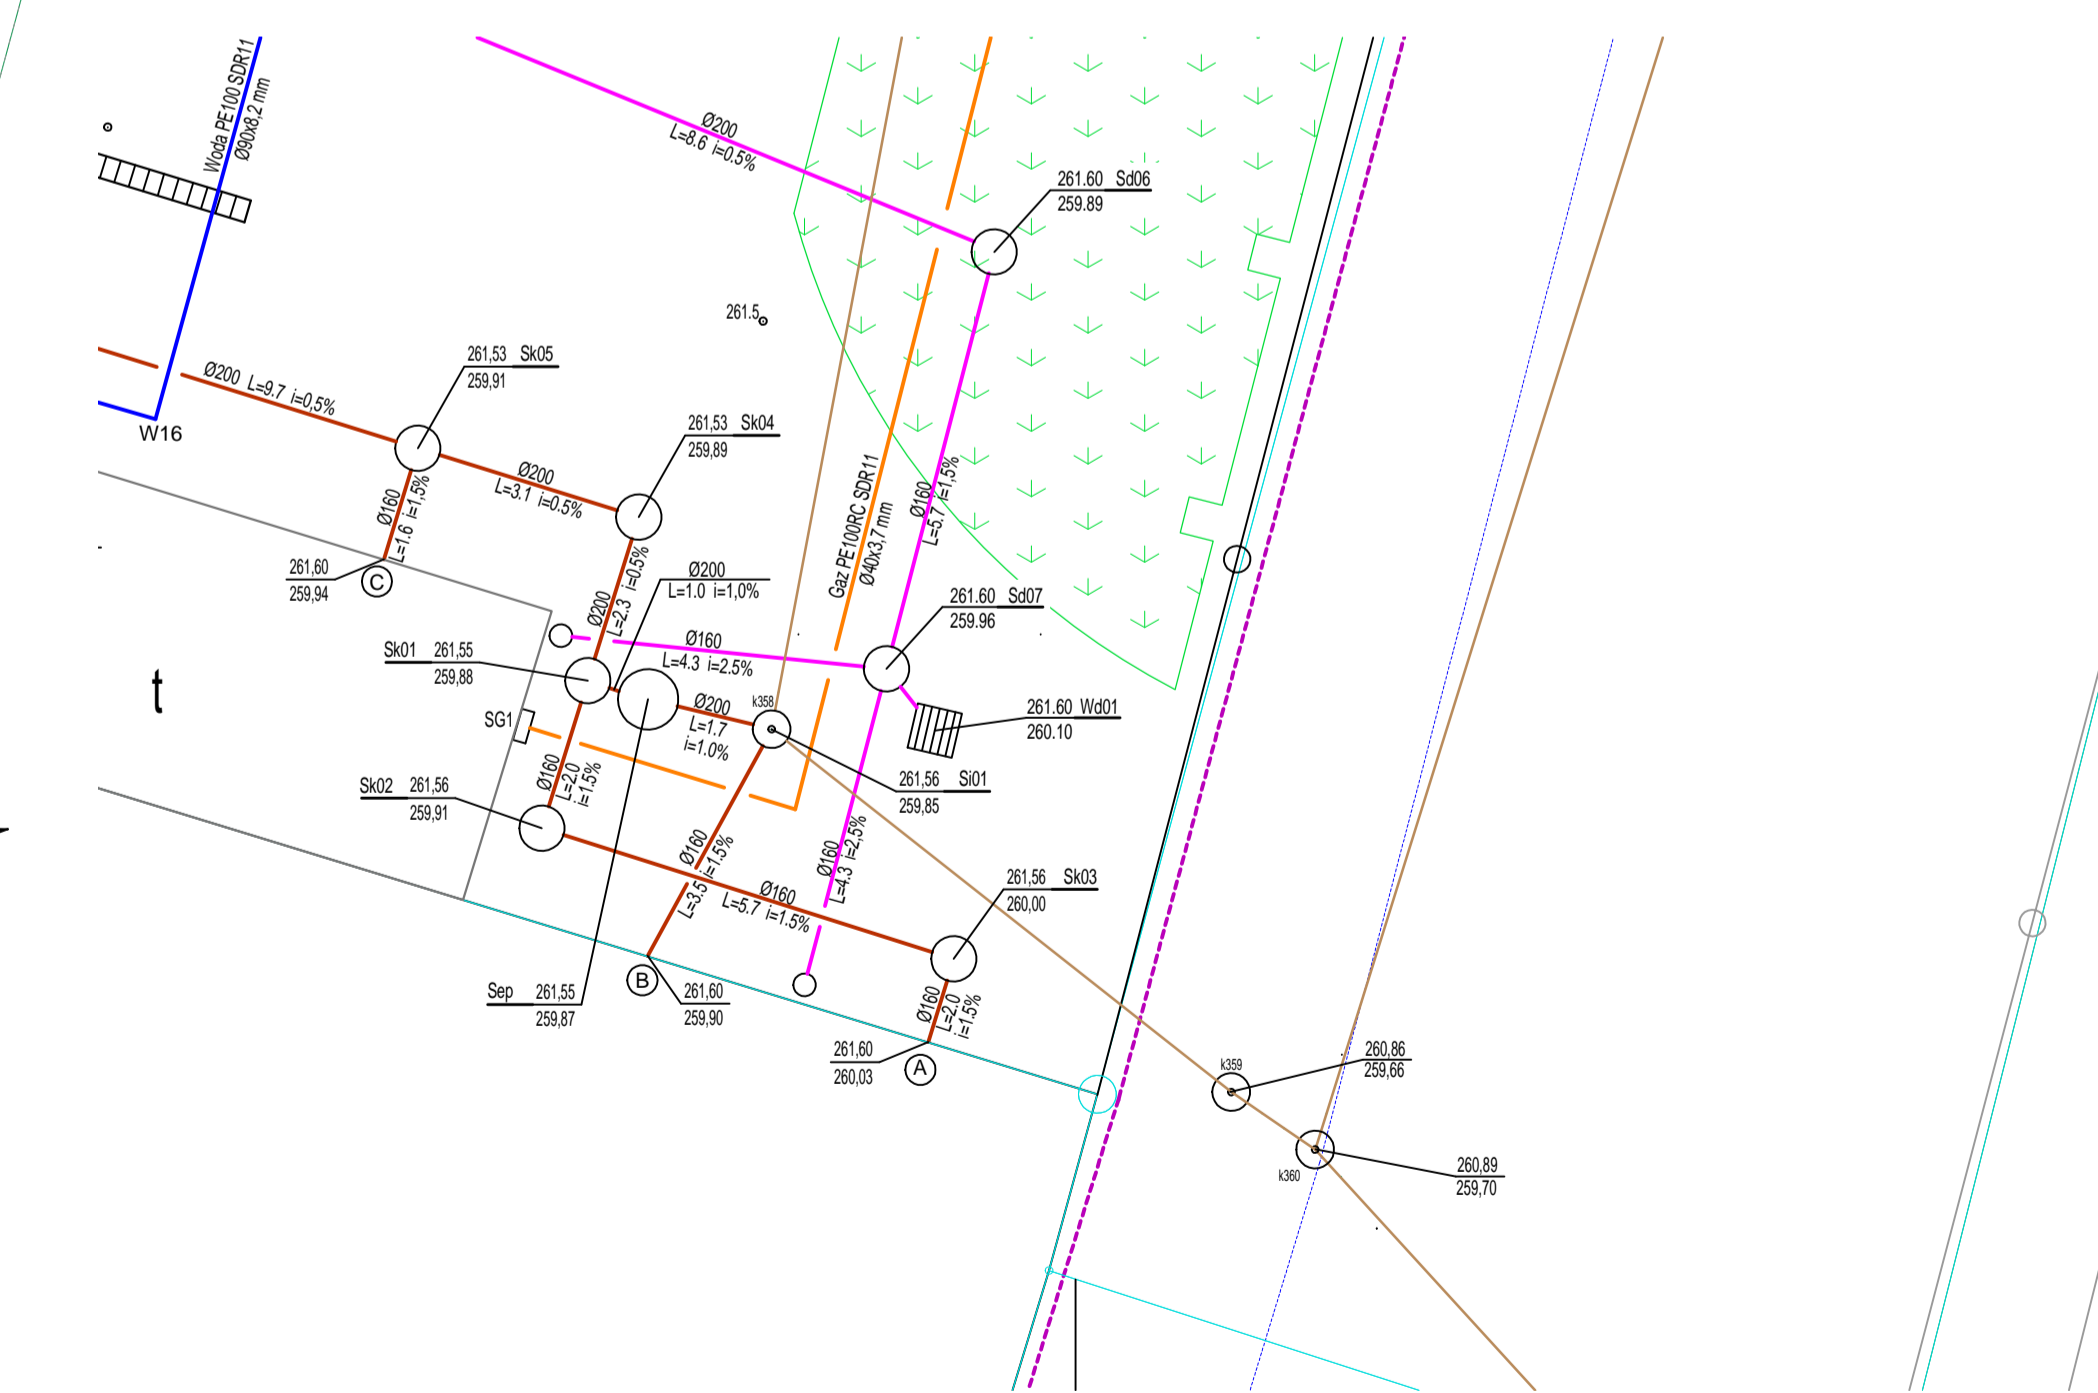 Woda PE100 SDR11
Ø90x8,2 mm
Ø200
L=8.6 i=0.5%
261.60 Sd06
259.89
261.5
Ø200 L=9.7 i=0,5%
261,53 Sk05
259,91
W16
261,53 Sk04
259,89
Ø200
L=3.1 i=0.5%
Ø160
L=1.6 i=1,5%
Gaz PE100RC SDR11
Ø40x3,7 mm
Ø160
L=5.7 i=1,5%
261,60
259,94
C
Ø200
L=2.3 i=0.5%
Ø200
L=1.0 i=1,0%
261.60 Sd07
259.96
Sk01 261,55
259,88
Ø160
L=4.3 i=2.5%
t
SG1
k358
Ø200
L=1.7
i=1.0%
261.60 Wd01
260.10
Sk02 261,56
259,91
Ø160
L=2.0
i=1.5%
261,56 Si01
259,85
Ø160
L=3.5 i=1.5%
Ø160
L=4.3 i=2,5%
Ø160
L=5.7 i=1.5%
261,56 Sk03
260,00
Sep 261,55
259,87
B
261,60
259,90
Ø160
L=2.0
i=1.5%
261,60
260,03
A
k359
260,86
259,66
k360
260,89
259,70